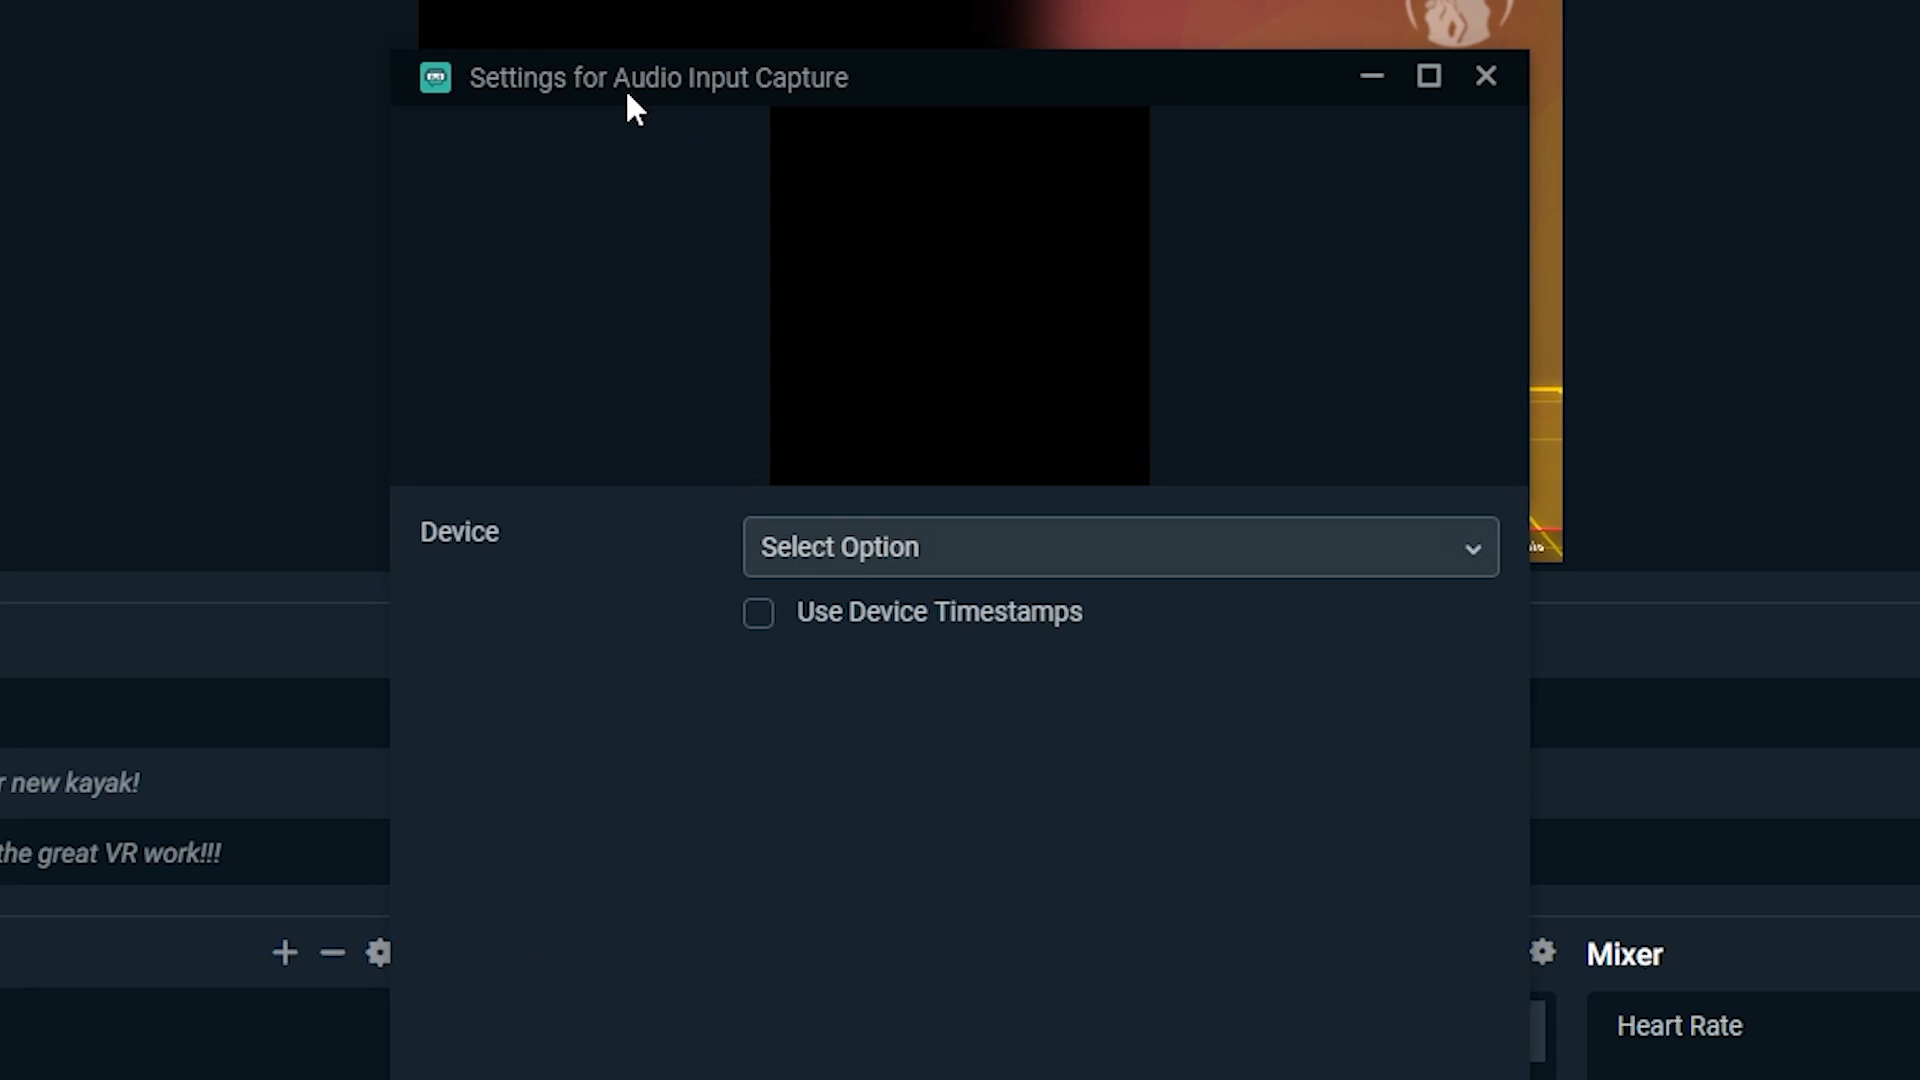 Settings for Audio Input Capture
Device
Select Option
Use Device Timestamps
new kayak!
the great VR work!!!
Mixer
Heart Rate